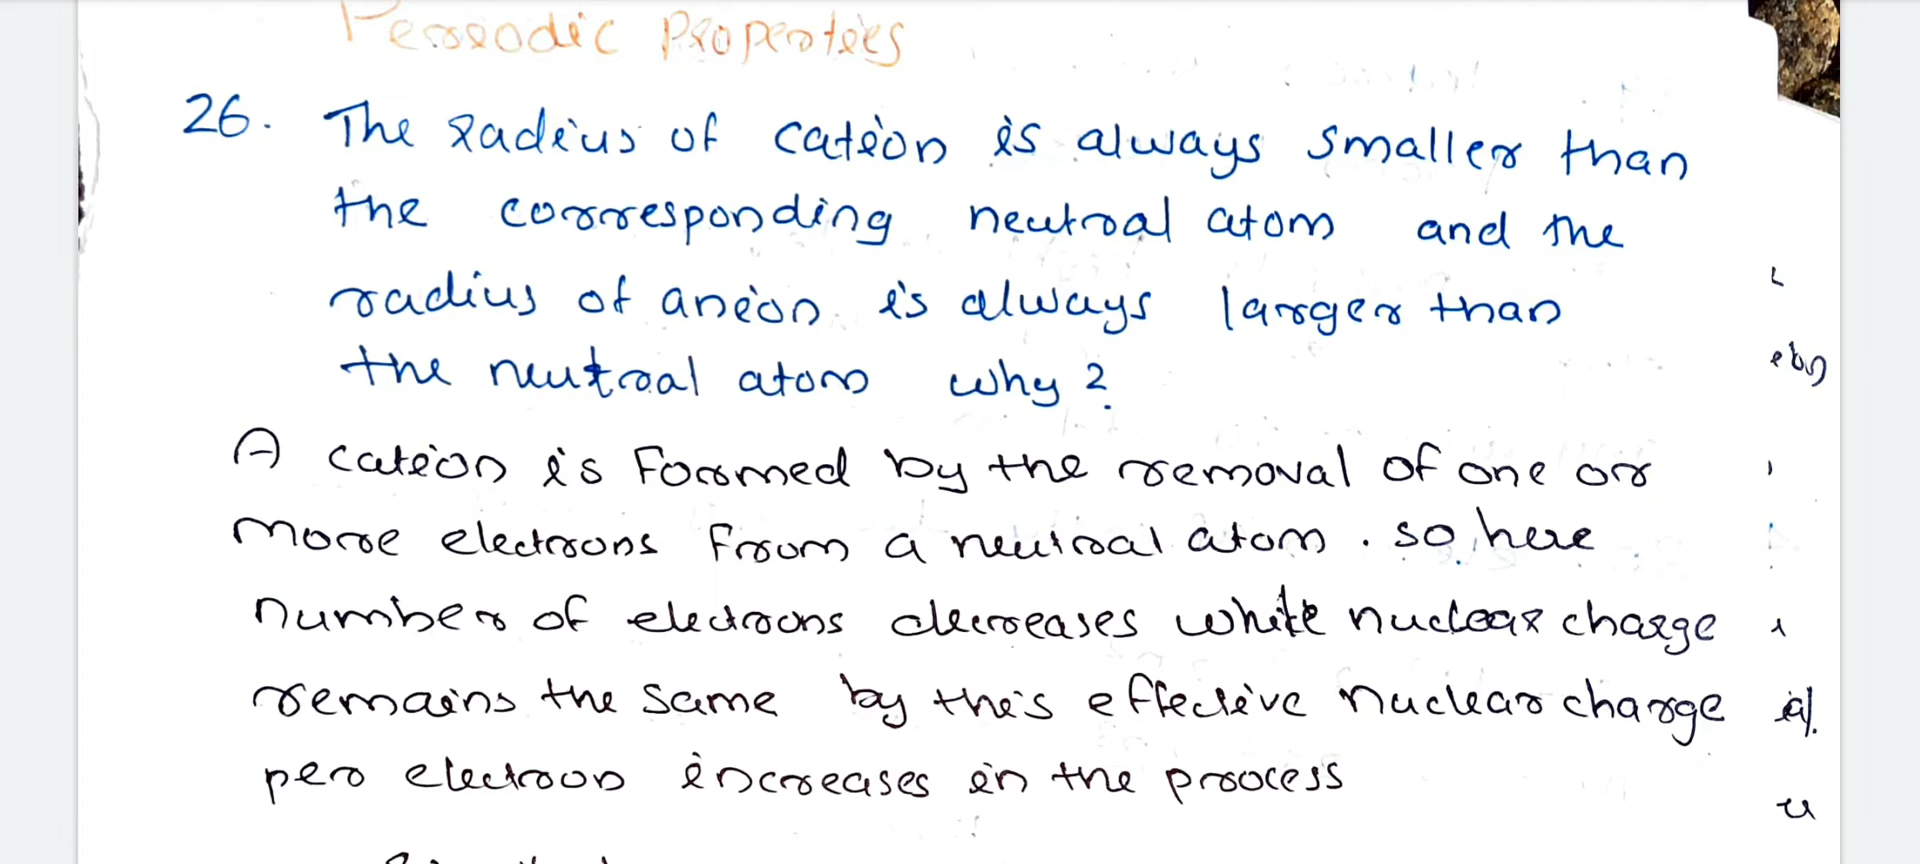 Periodic Properties
26. The radius of cation is always smaller than
the corresponding neutral atom and the
radius of anion is always larger than
the neutral atom why?
A cation is Formed by the removal of one or
more electrons from a neutral atom. so here
number of electrons decreases while nuclear charge
remains the same by this effective nuclear charge
per electron increases in the process